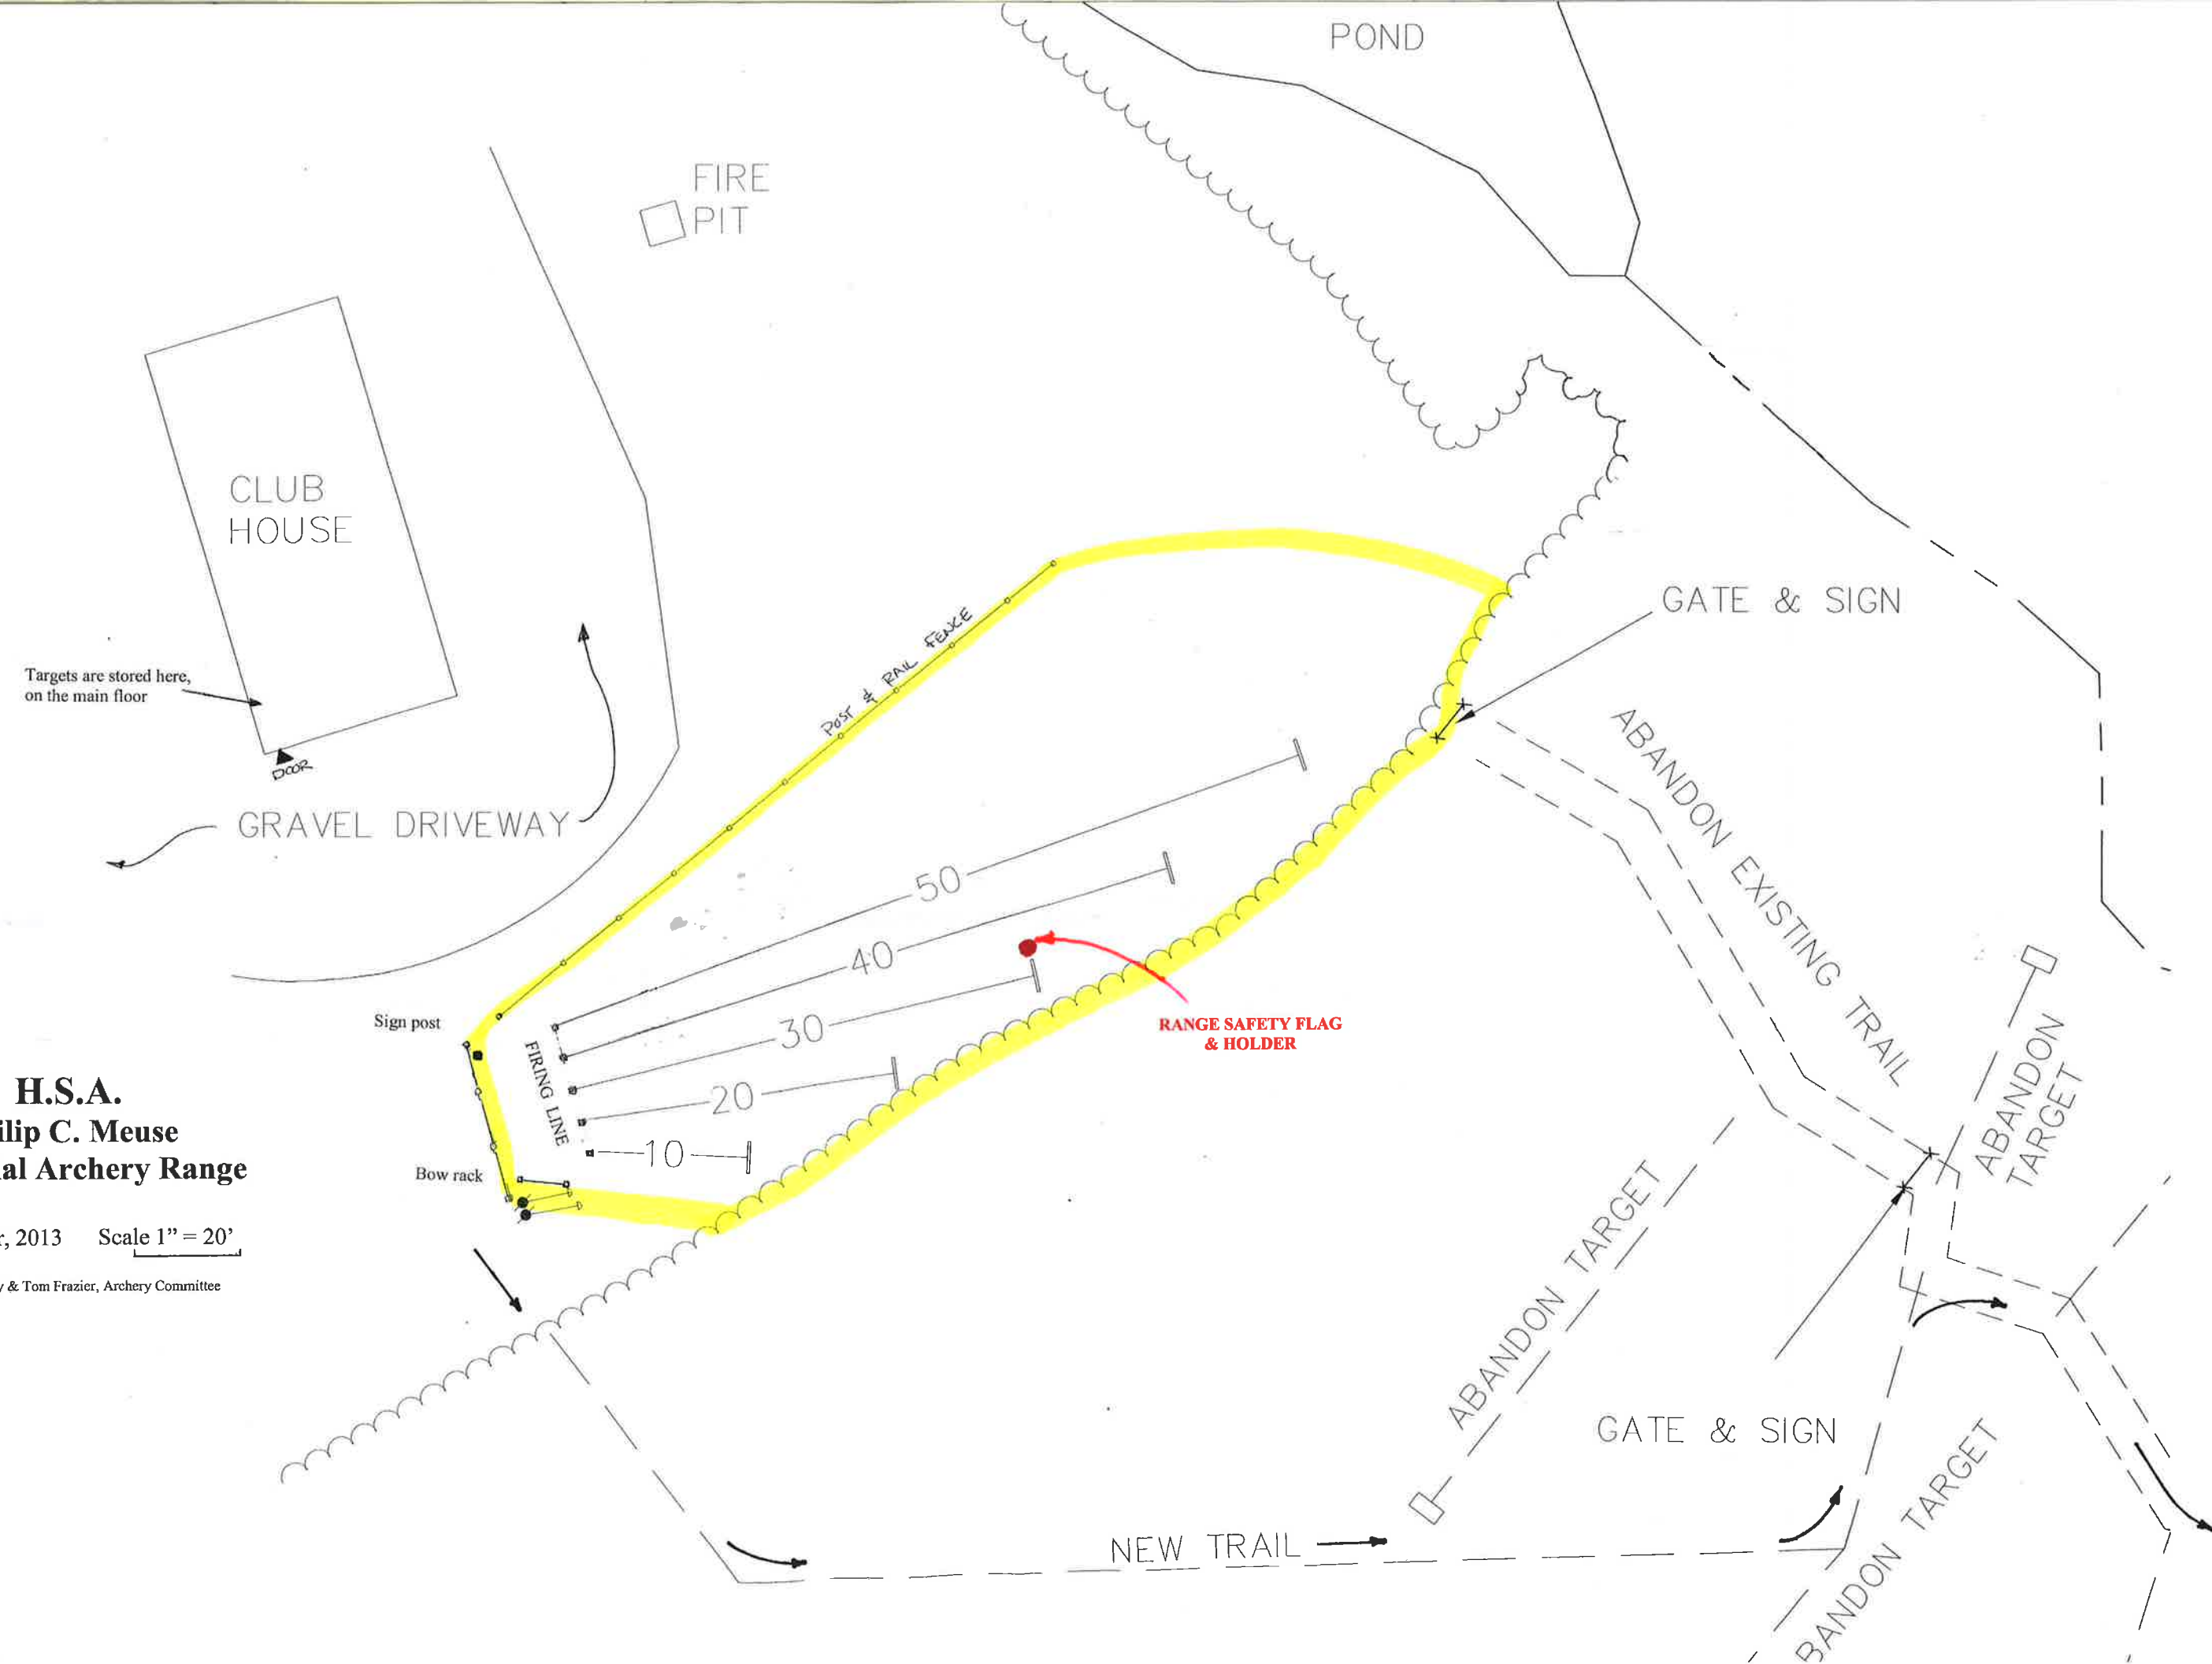 POND
FIRE
PIT
CLUB
HOUSE
POST & RAIL FENCE
GATE & SIGN
Targets are stored here,
on the main floor
DOOR
GRAVEL DRIVEWAY
ABANDON EXISTING TRAIL
50
40
30
20
10
FIRING LINE
RANGE SAFETY FLAG
& HOLDER
Sign post
Bow rack
ABANDON
TARGET
H.S.A.
ilip C. Meuse
al Archery Range
r, 2013 Scale 1" = 20'
y & Tom Frazier, Archery Committee
ABANDON TARGET
GATE & SIGN
NEW TRAIL
BANDON TARGET